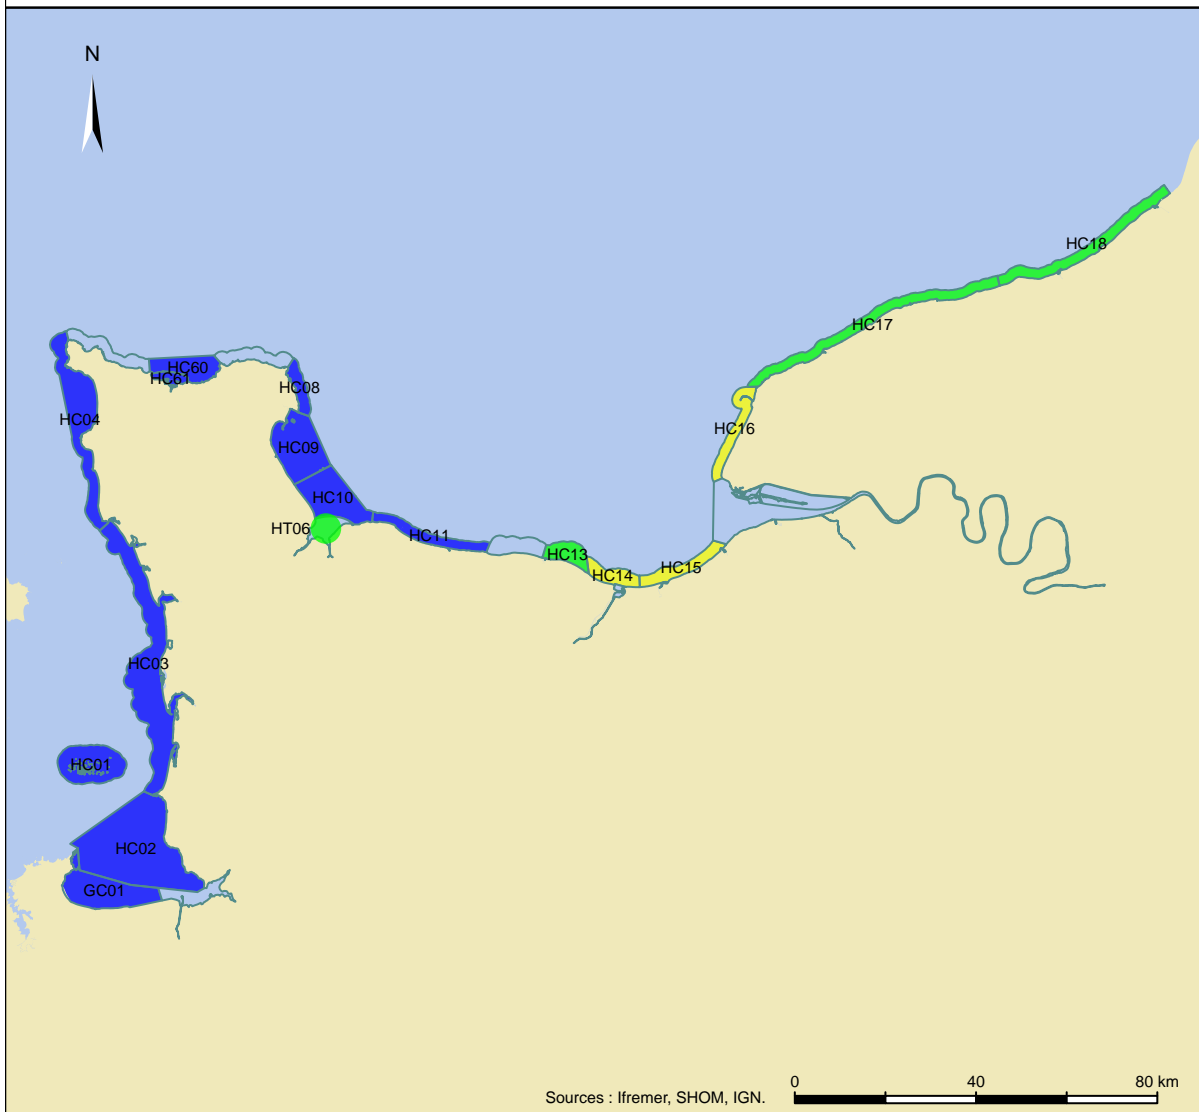 N
HC18
HC17
HC60
HC61
HC08
HC04
HC16
HC09
HC10
HT06
HC11
HC13
HC14
HC15
HC03
HC01
HC02
GC01
0 40 80 km
Sources : Ifremer, SHOM, IGN.